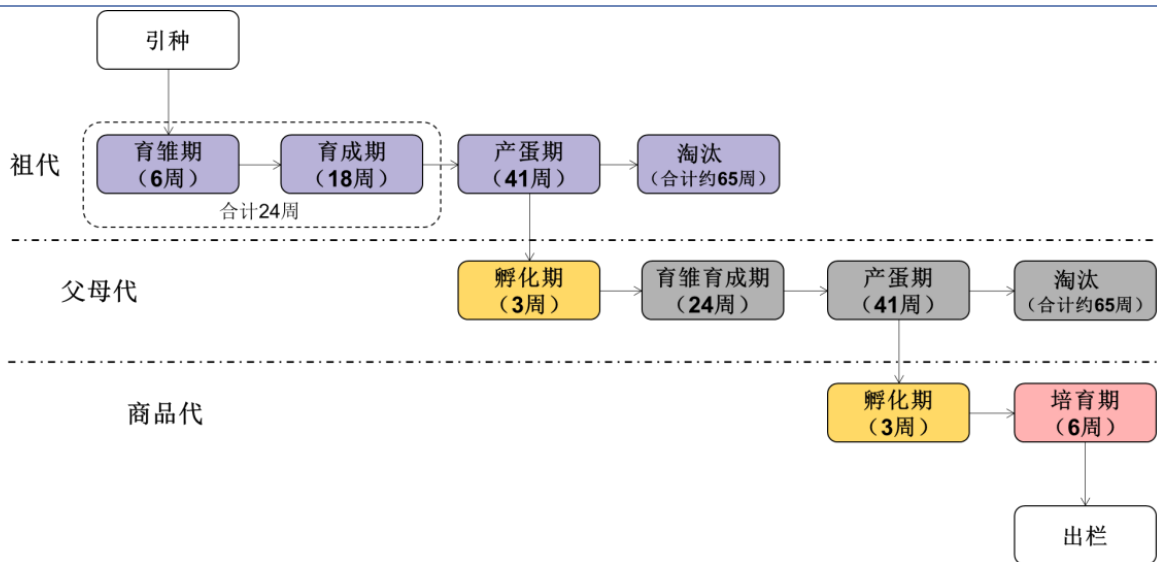 引种
祖代
育雏期
（6周）
育成期
（18周）
产蛋期
（41周）
淘汰
（合计约65周）
合计24周
父母代
孵化期
（3周）
育雏育成期
（24周）
产蛋期
（41周）
淘汰
（合计约65周）
商品代
孵化期
（3周）
培育期
（6周）
出栏